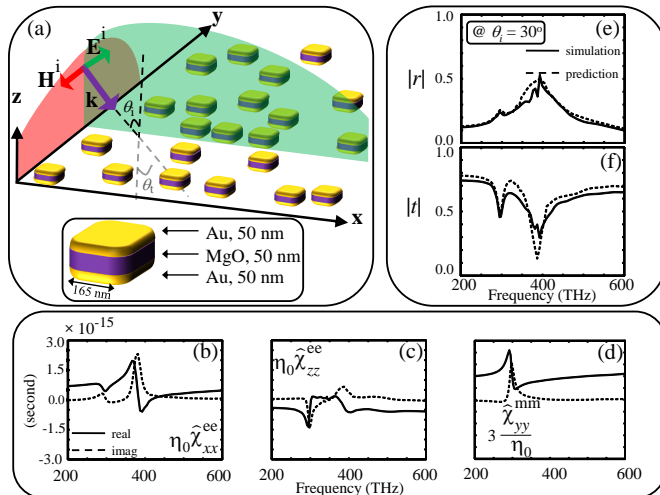 (a)
E^i
H^i
k
z
y
x
θ_i
θ_t
Au, 50 nm
MgO, 50 nm
Au, 50 nm
165 nm
(e)
@ θ_i = 30°
simulation
prediction
|r|
1.0
0.5
0.0
(f)
|t|
1.0
0.5
0.0
200 400 600
Frequency (THz)
× 10^-15
(b)
(second)
3.0
1.5
0.0
-1.5
-3.0
real
imag
η_0 χ̂_xx^ee
200 400 600
(c)
η_0 χ̂_zz^ee
200 400 600
Frequency (THz)
(d)
3 χ̂_yy^mm / η_0
200 400 600